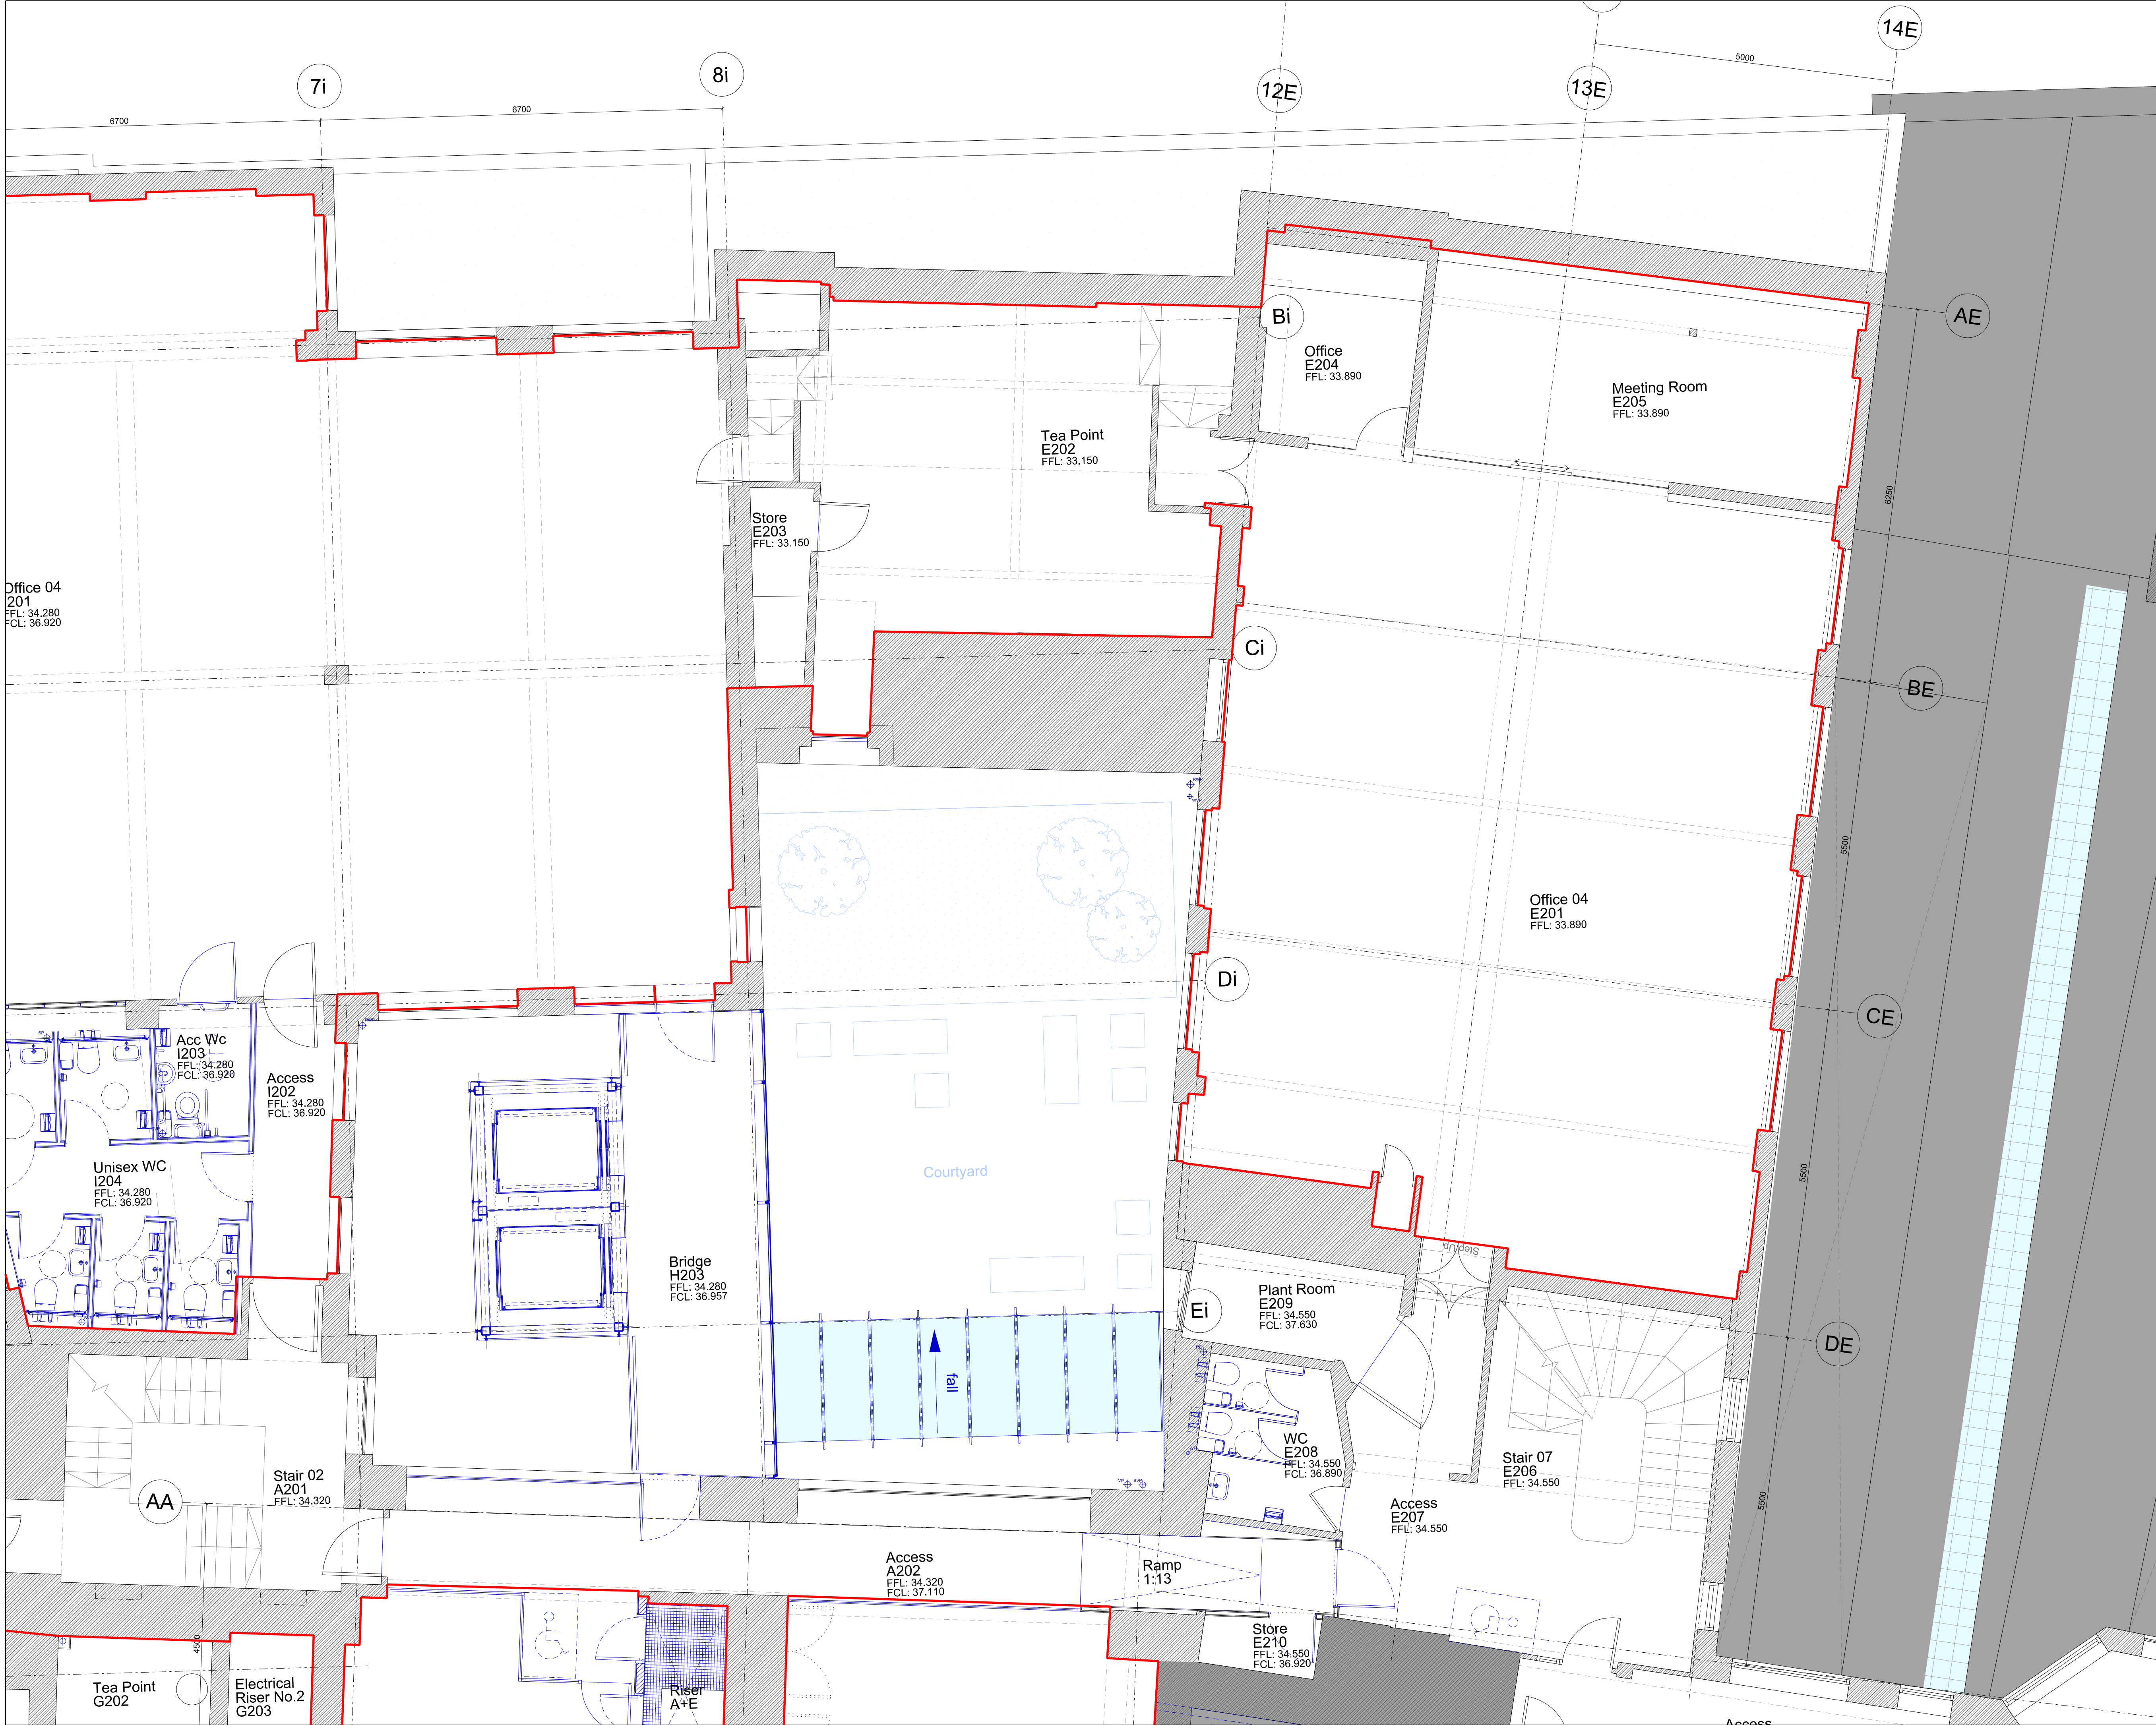 7i
8i
12E
13E
14E
6700
6700
5000
AE
Bi
Office
E204
FFL: 33.890
Meeting Room
E205
FFL: 33.890
Tea Point
E202
FFL: 33.150
6250
Store
E203
FFL: 33.150
Office 04
201
FFL: 34.280
FCL: 36.920
Ci
BE
5500
Office 04
E201
FFL: 33.890
Di
CE
Acc Wc
I203
FFL: 34.280
FCL: 36.920
Access
I202
FFL: 34.280
FCL: 36.920
Unisex WC
I204
FFL: 34.280
FCL: 36.920
Courtyard
5500
Bridge
H203
FFL: 34.280
FCL: 36.957
Step Up
Plant Room
E209
FFL: 34.550
FCL: 37.630
Ei
DE
fall
WC
E208
FFL: 34.550
FCL: 36.890
Stair 07
E206
FFL: 34.550
Stair 02
A201
FFL: 34.320
AA
VP
SVP
5500
Access
E207
FFL: 34.550
Access
A202
FFL: 34.320
FCL: 37.110
Ramp
1:13
4500
Store
E210
FFL: 34.550
FCL: 36.920
Tea Point
G202
Electrical
Riser No.2
G203
Riser
A+E
Access